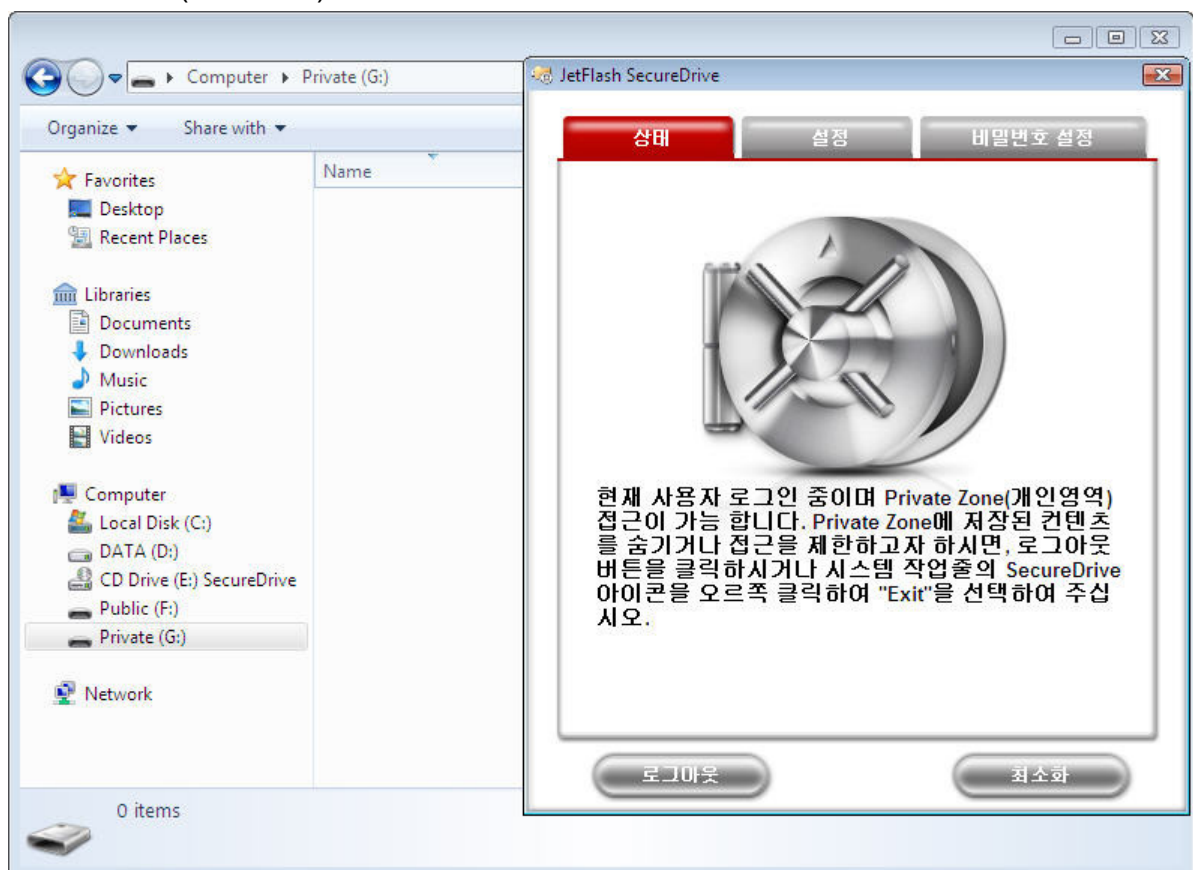 Computer ▸ Private (G:)
Organize ▾ Share with ▾
Name
Favorites
Desktop
Recent Places
Libraries
Documents
Downloads
Music
Pictures
Videos
Computer
Local Disk (C:)
DATA (D:)
CD Drive (E:) SecureDrive
Public (F:)
Private (G:)
Network
0 items
JetFlash SecureDrive
상태 설정 비밀번호 설정
현재 사용자 로그인 중이며 Private Zone(개인영역)
접근이 가능 합니다. Private Zone에 저장된 컨텐츠
를 숨기거나 접근을 제한하고자 하시면, 로그아웃
버튼을 클릭하시거나 시스템 작업줄의 SecureDrive
아이콘을 오르쪽 클릭하여 "Exit"을 선택하여 주십
시오.
로그아웃 최소화